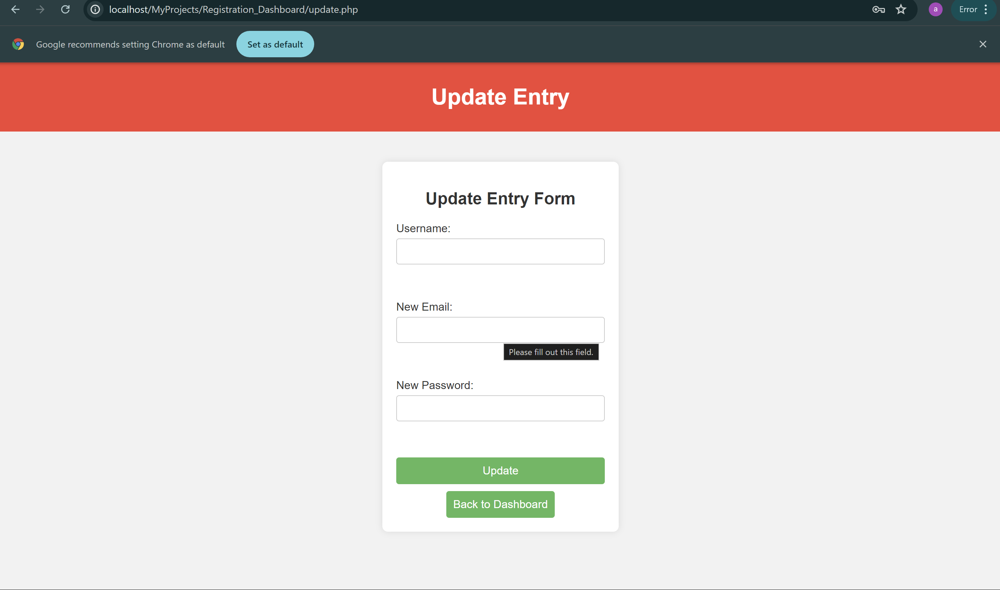 localhost/MyProjects/Registration_Dashboard/update.php
a
Error
Google recommends setting Chrome as default
Set as default
Update Entry
Update Entry Form
Username:
New Email:
Please fill out this field.
New Password:
Update
Back to Dashboard